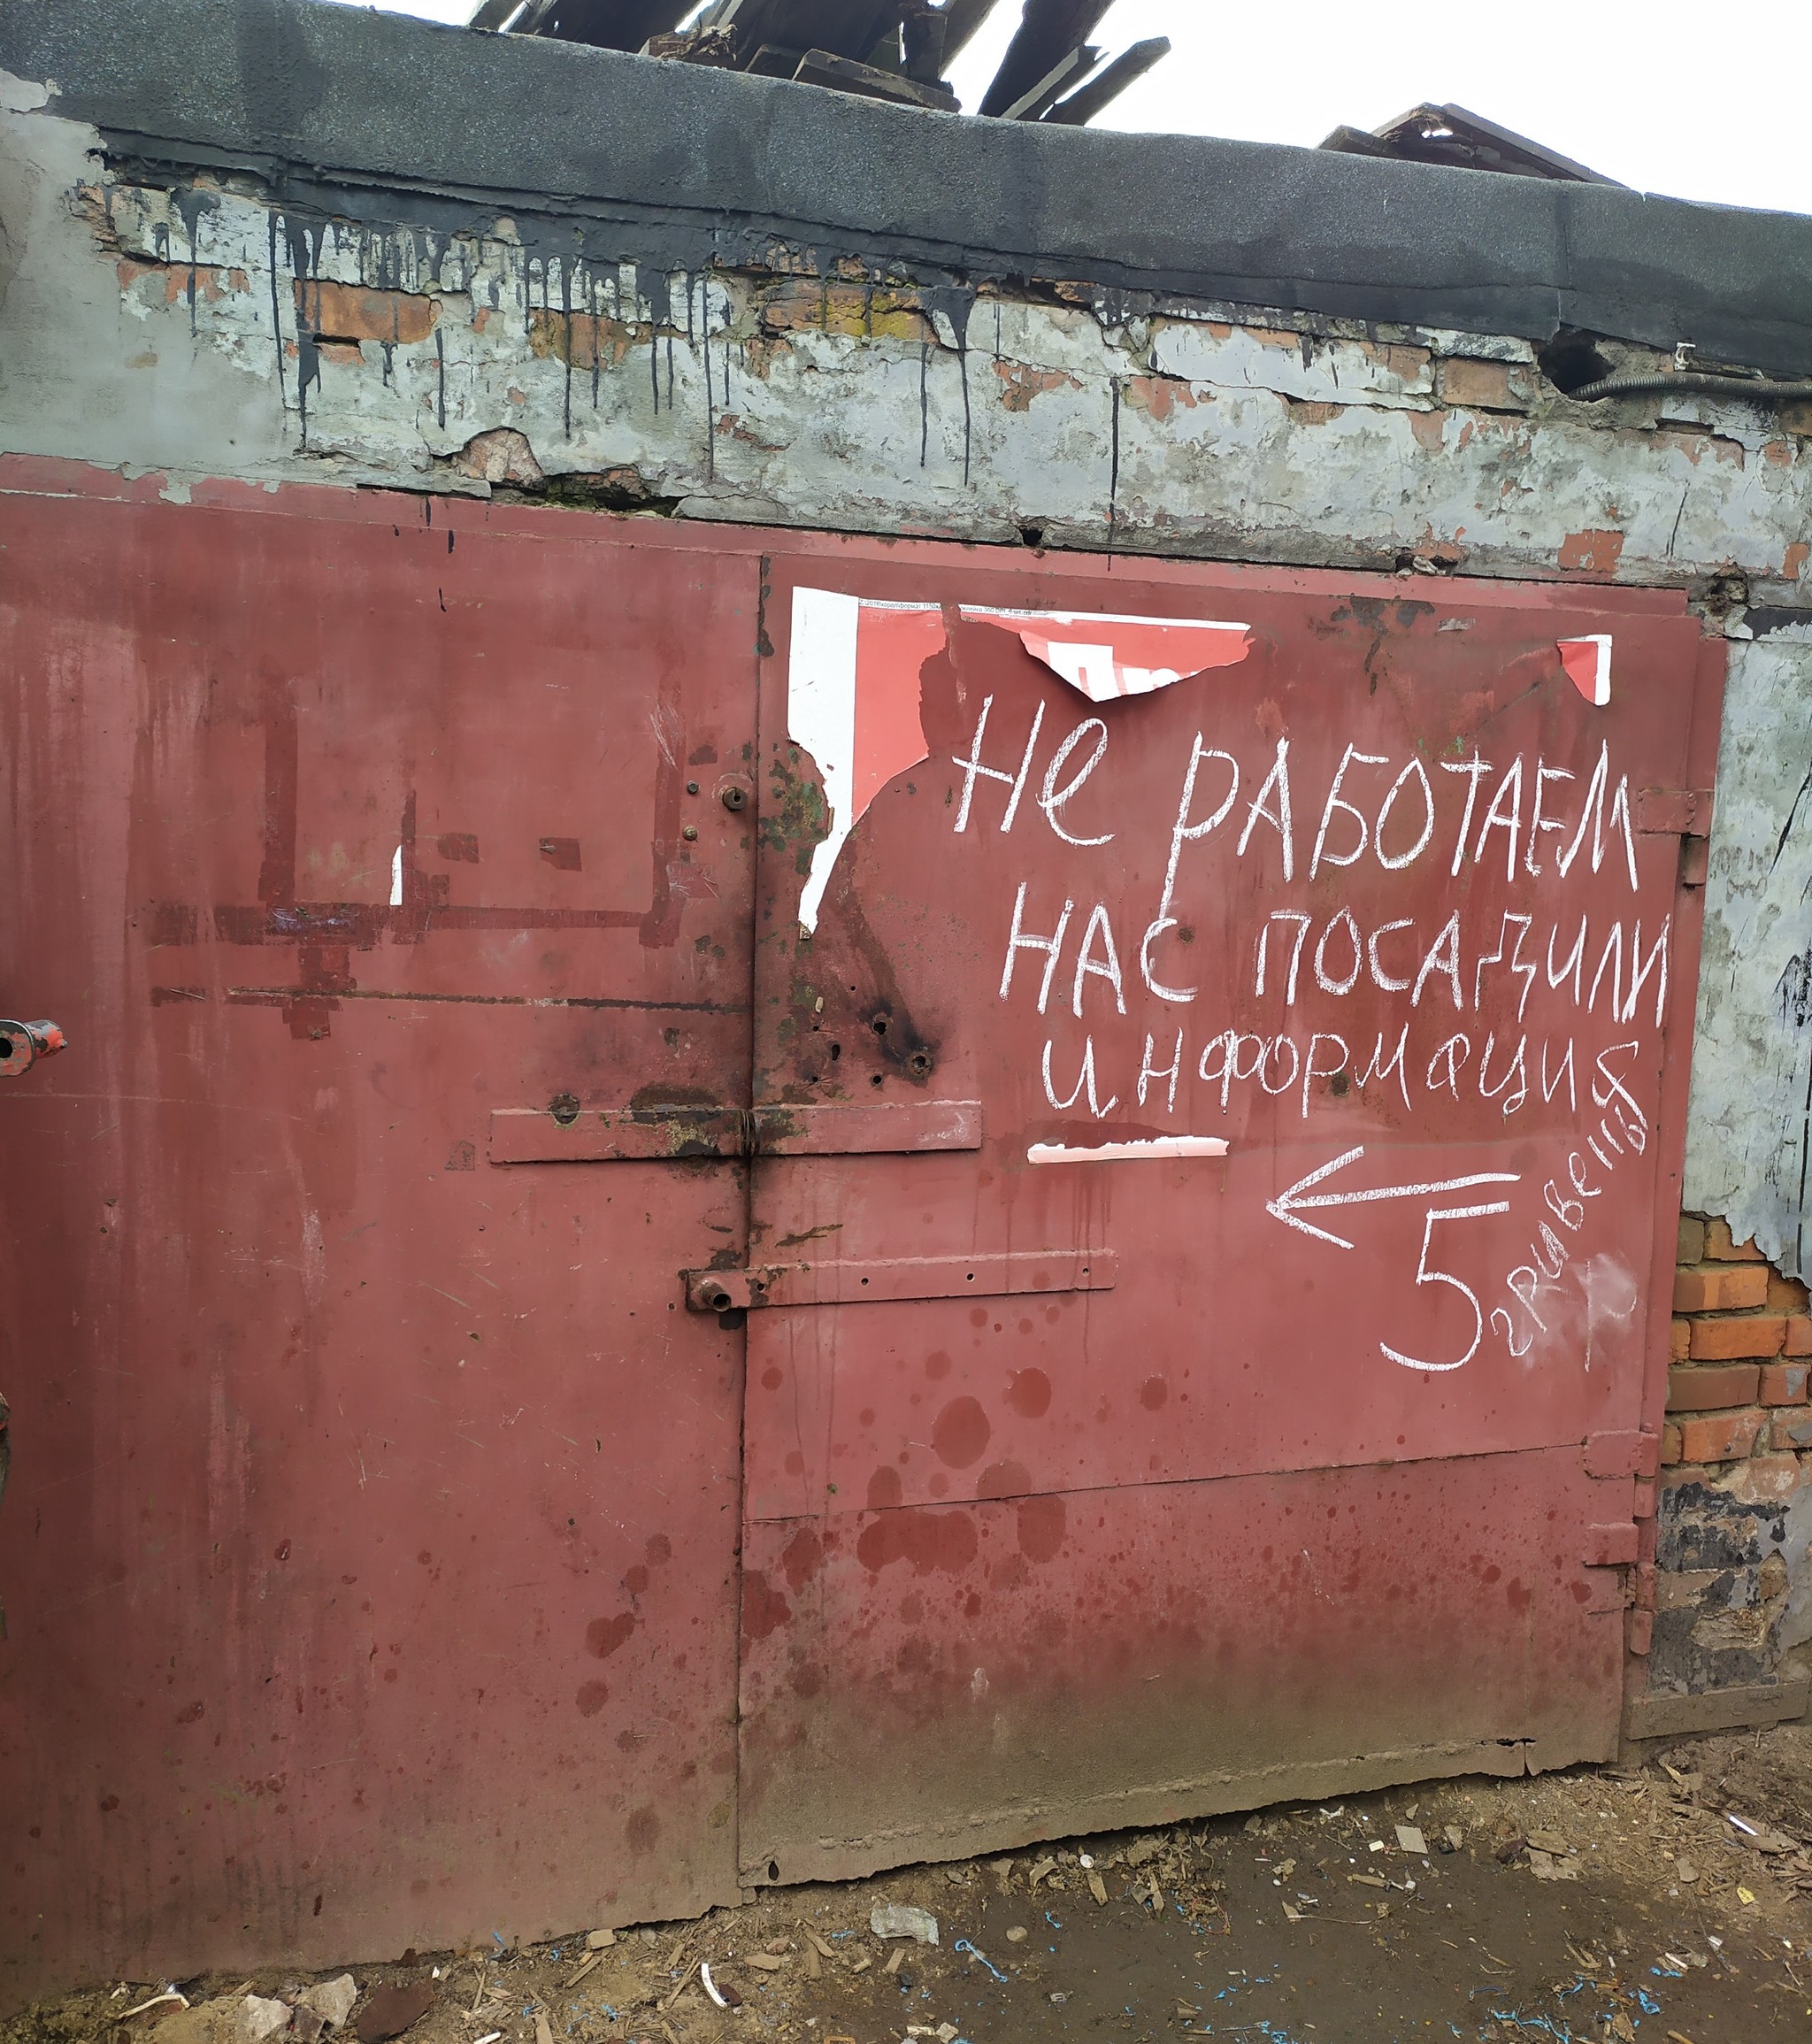 Не РАБОТАЕМ
НАС ПОСАДИЛИ
ИНФОРМАЦИЯ
5 гривень